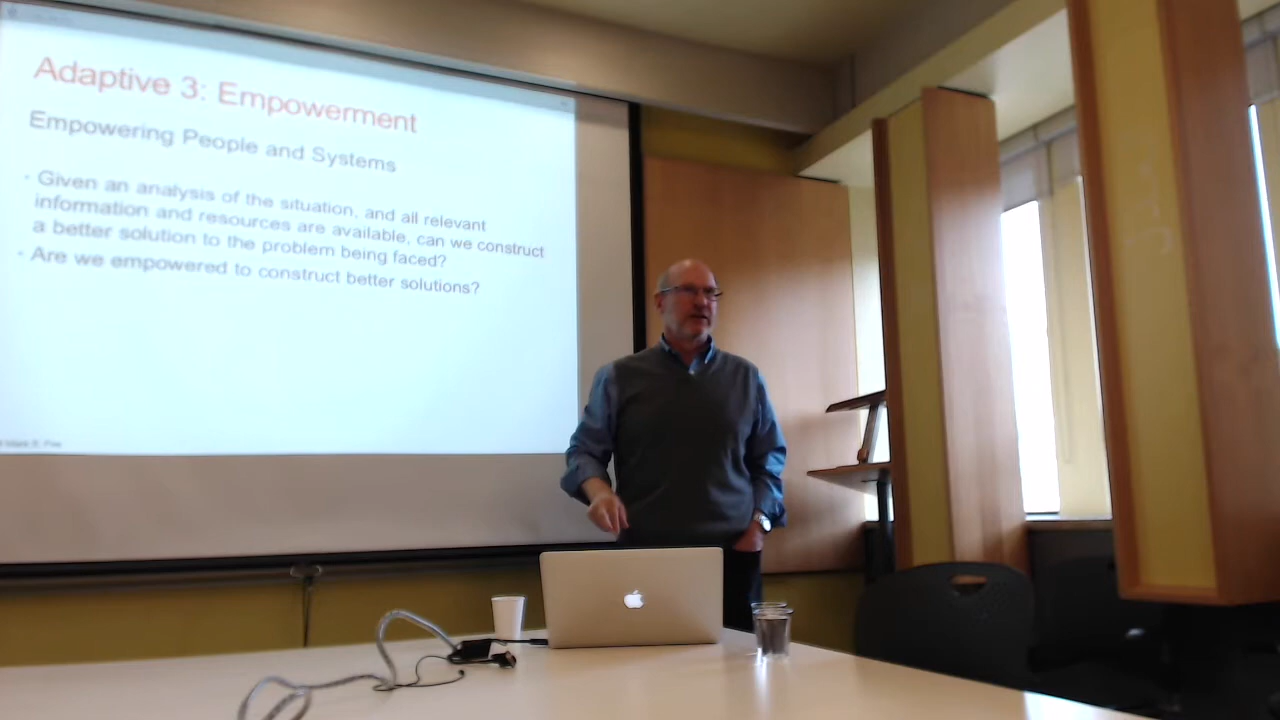 Adaptive 3: Empowerment
Empowering People and Systems
· Given an analysis of the situation, and all relevant
information and resources are available, can we construct
a better solution to the problem being faced?
· Are we empowered to construct better solutions?